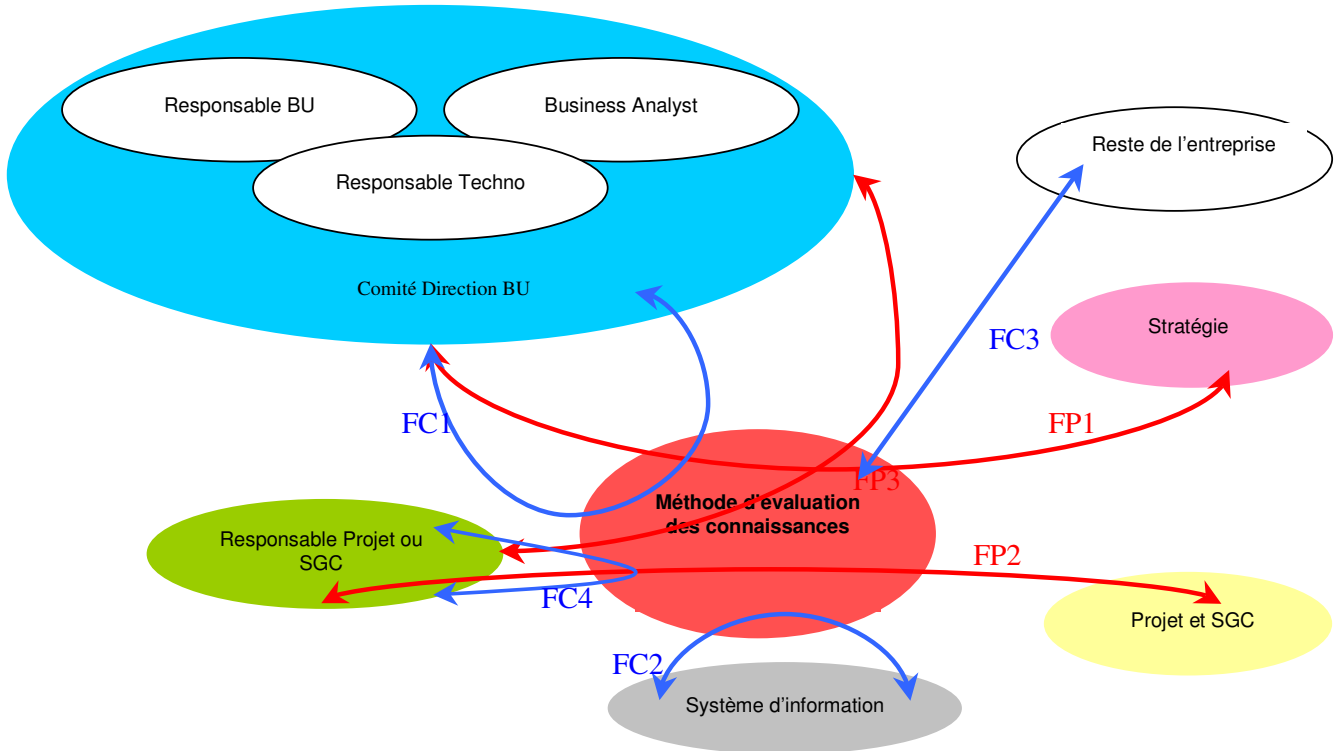 Responsable BU
Business Analyst
Responsable Techno
Comité Direction BU
Reste de l'entreprise
Stratégie
FC3
FC1
FP1
FP3
Méthode d'évaluation
des connaissances
Responsable Projet ou
SGC
FP2
FC4
Projet et SGC
FC2
Système d'information